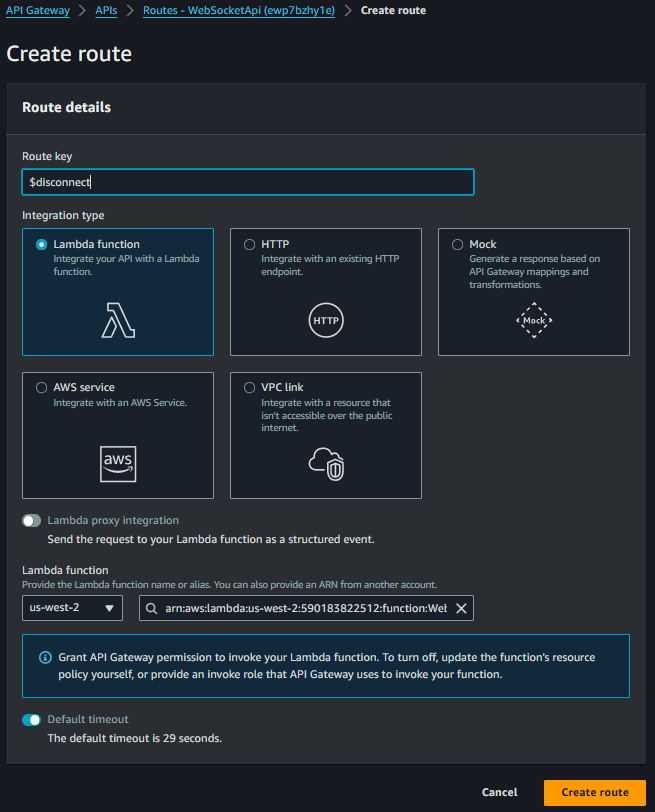 API Gateway > APIs > Routes - WebSocketApi (ewp7bzhy1e) > Create route
Create route
Route details
Route key
$disconnect
Integration type
Lambda function
Integrate your API with a Lambda
function.
HTTP
Integrate with an existing HTTP
endpoint.
HTTP
Mock
Generate a response based on
API Gateway mappings and
transformations.
Mock
AWS service
Integrate with an AWS Service.
aws
VPC link
Integrate with a resource that
isn't accessible over the public
internet.
Lambda proxy integration
Send the request to your Lambda function as a structured event.
Lambda function
Provide the Lambda function name or alias. You can also provide an ARN from another account.
us-west-2
arn:aws:lambda:us-west-2:590183822512:function:Web
Grant API Gateway permission to invoke your Lambda function. To turn off, update the function's resource
policy yourself, or provide an invoke role that API Gateway uses to invoke your function.
Default timeout
The default timeout is 29 seconds.
Cancel
Create route